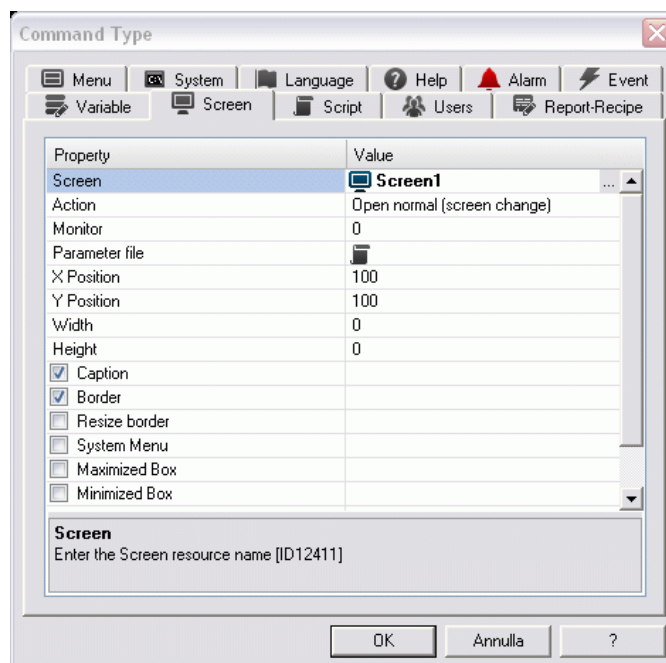 Command Type
Menu System Language Help Alarm Event
Variable Screen Script Users Report-Recipe
Property Value
Screen Screen1 ...
Action Open normal (screen change)
Monitor 0
Parameter file
X Position 100
Y Position 100
Width 0
Height 0
Caption
Border
Resize border
System Menu
Maximized Box
Minimized Box
Screen
Enter the Screen resource name [ID12411]
OK Annulla ?